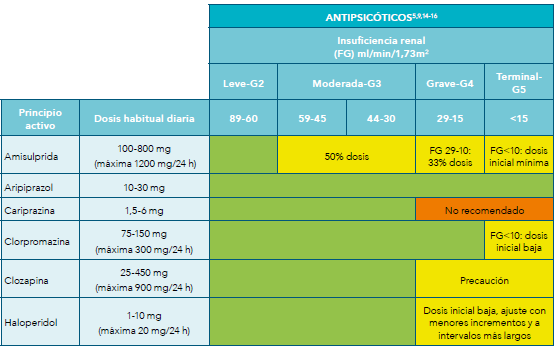 ANTIPSICÓTICOS5,9,14-16
Insuficiencia renal
(FG) ml/min/1,73m²
Leve-G2 Moderada-G3 Grave-G4 Terminal-
G5
Principio
activo Dosis habitual diaria 89-60 59-45 44-30 29-15 <15
Amisulprida 100-800 mg
(máxima 1200 mg/24 h) 50% dosis FG 29-10:
33% dosis FG<10: dosis
inicial mínima
Aripiprazol 10-30 mg
Cariprazina 1,5-6 mg No recomendado
Clorpromazina 75-150 mg
(máxima 300 mg/24 h) FG<10: dosis
inicial baja
Clozapina 25-450 mg
(máxima 900 mg/24 h) Precaución
Haloperidol 1-10 mg
(máxima 20 mg/24 h) Dosis inicial baja, ajuste con
menores incrementos y a
intervalos más largos